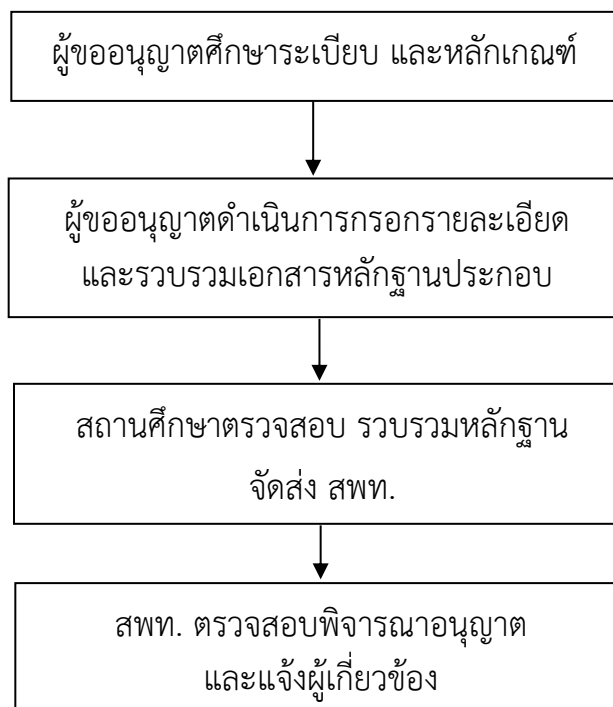 ผู้ขออนุญาตศึกษาระเบียบ และหลักเกณฑ์
ผู้ขออนุญาตดำเนินการกรอกรายละเอียด
และรวบรวมเอกสารหลักฐานประกอบ
สถานศึกษาตรวจสอบ รวบรวมหลักฐาน
จัดส่ง สพท.
สพท. ตรวจสอบพิจารณาอนุญาต
และแจ้งผู้เกี่ยวข้อง